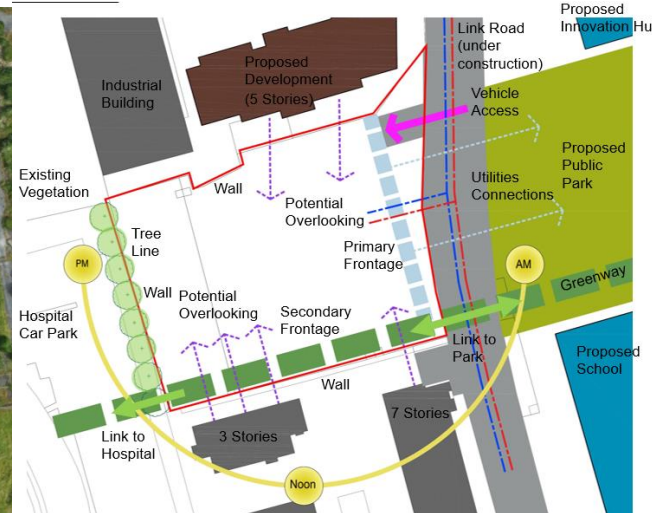 Proposed
Innovation Hu
Link Road
(under
construction)
Proposed
Development
(5 Stories)
Industrial
Building
Vehicle
Access
Proposed
Public
Park
Existing
Vegetation
Wall
Utilities
Connections
Potential
Overlooking
Tree
Line
Primary
Frontage
PM
AM
Wall
Potential
Overlooking
Greenway
Hospital
Car Park
Secondary
Frontage
Link to
Park
Proposed
School
Wall
Link to
Hospital
3 Stories
7 Stories
Noon